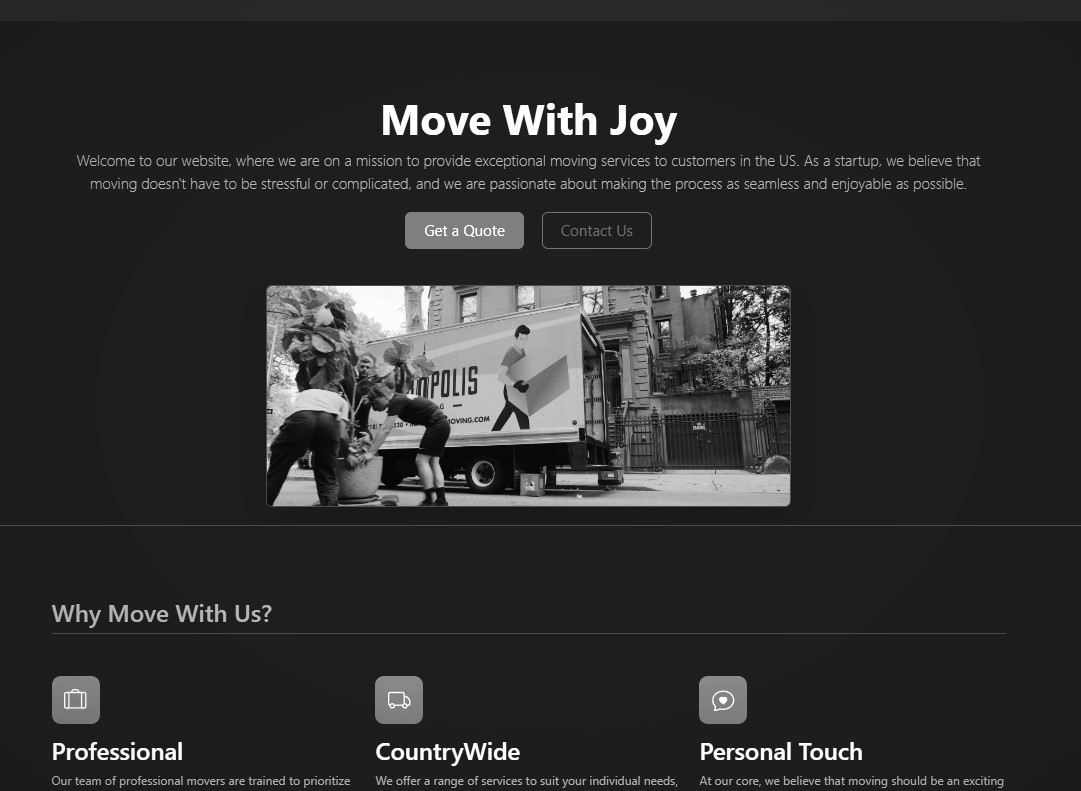 Move With Joy
Welcome to our website, where we are on a mission to provide exceptional moving services to customers in the US. As a startup, we believe that
moving doesn't have to be stressful or complicated, and we are passionate about making the process as seamless and enjoyable as possible.
Get a Quote
Contact Us
OPOLIS
OVING.COM
Why Move With Us?
Professional
CountryWide
Personal Touch
Our team of professional movers are trained to prioritize
We offer a range of services to suit your individual needs,
At our core, we believe that moving should be an exciting